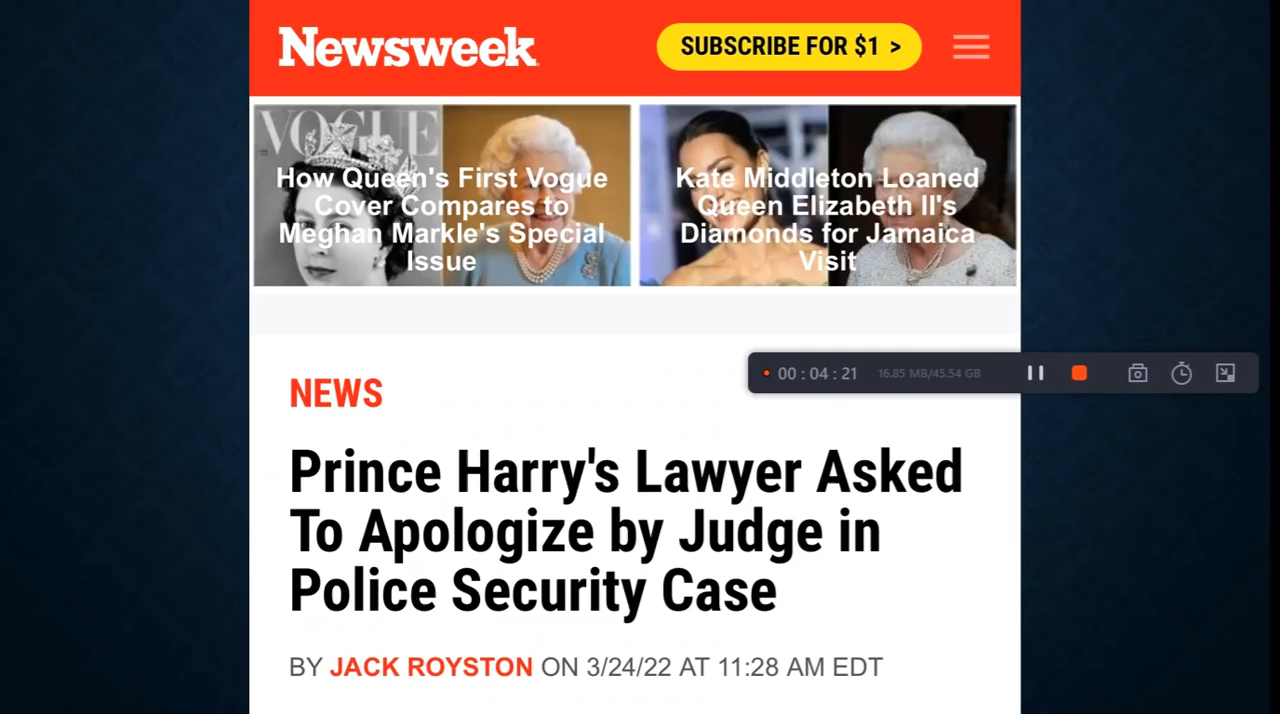 Newsweek
SUBSCRIBE FOR $1 >
VOGUE
How Queen's First Vogue
Cover Compares to
Meghan Markle's Special
Issue
Kate Middleton Loaned
Queen Elizabeth II's
Diamonds for Jamaica
Visit
00 : 04 : 21 16.85 MB/45.54 GB
NEWS
Prince Harry's Lawyer Asked
To Apologize by Judge in
Police Security Case
BY JACK ROYSTON ON 3/24/22 AT 11:28 AM EDT